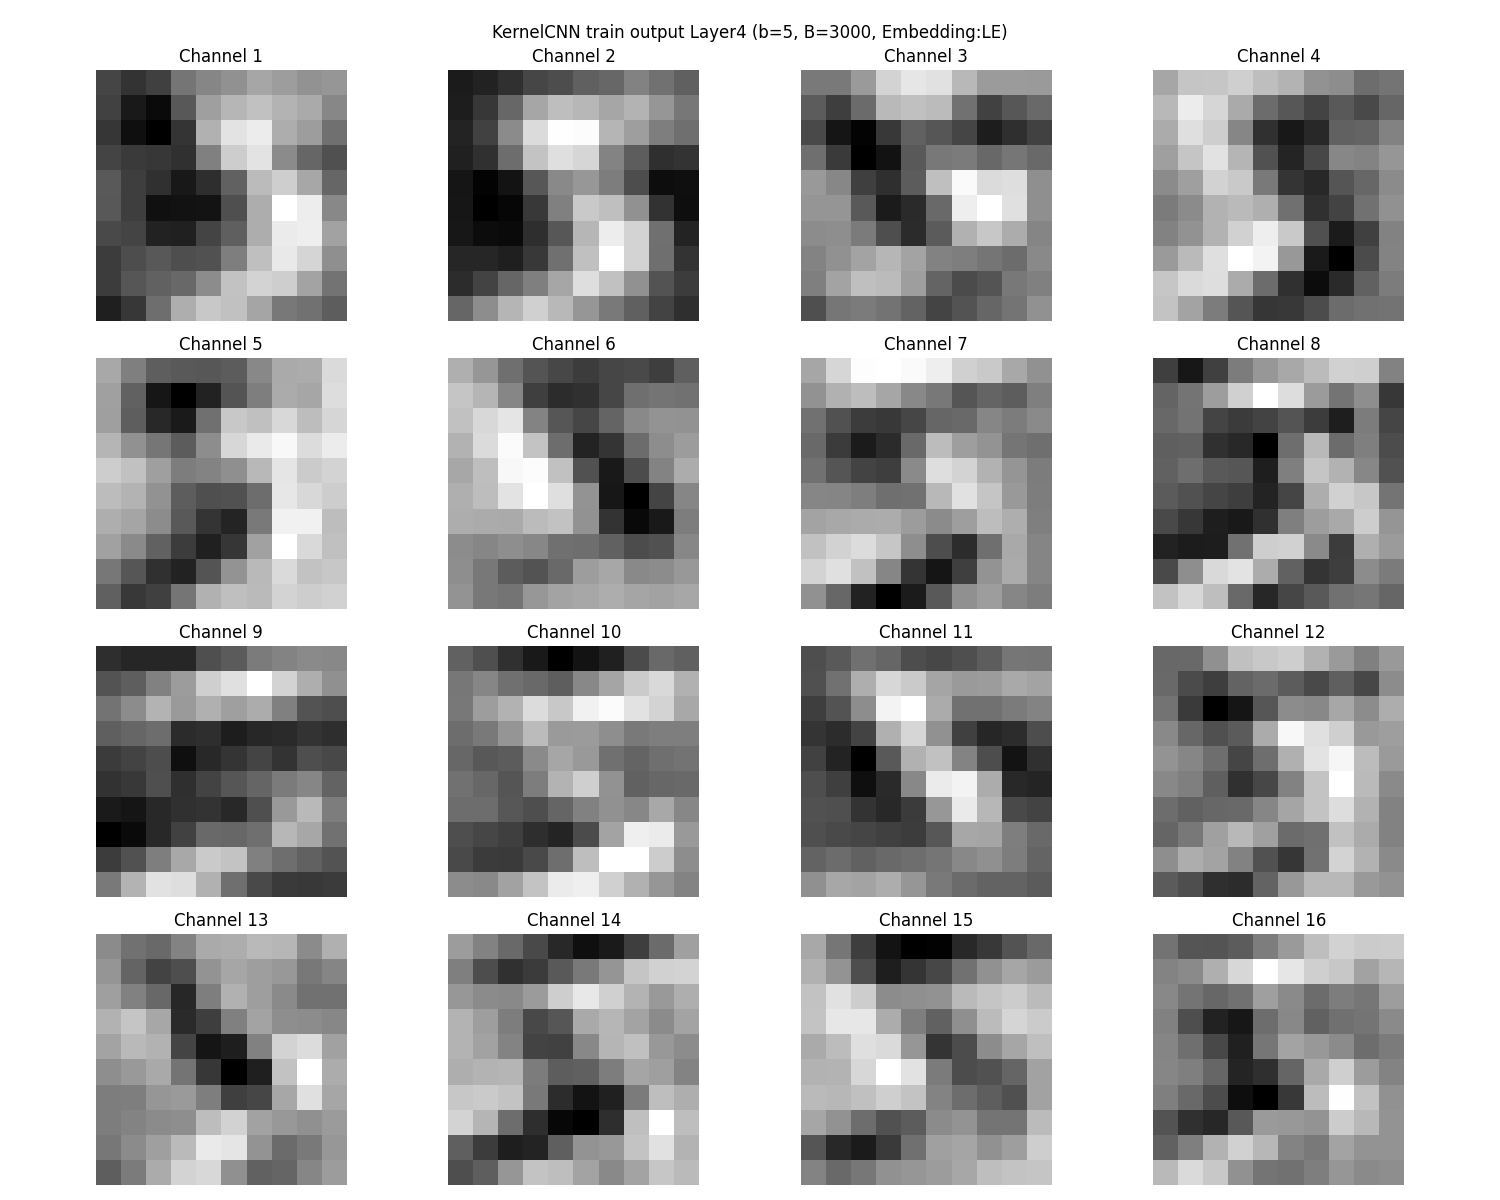 KernelCNN train output Layer4 (b=5, B=3000, Embedding:LE)
Channel 1
Channel 2
Channel 3
Channel 4
Channel 5
Channel 6
Channel 7
Channel 8
Channel 9
Channel 10
Channel 11
Channel 12
Channel 13
Channel 14
Channel 15
Channel 16